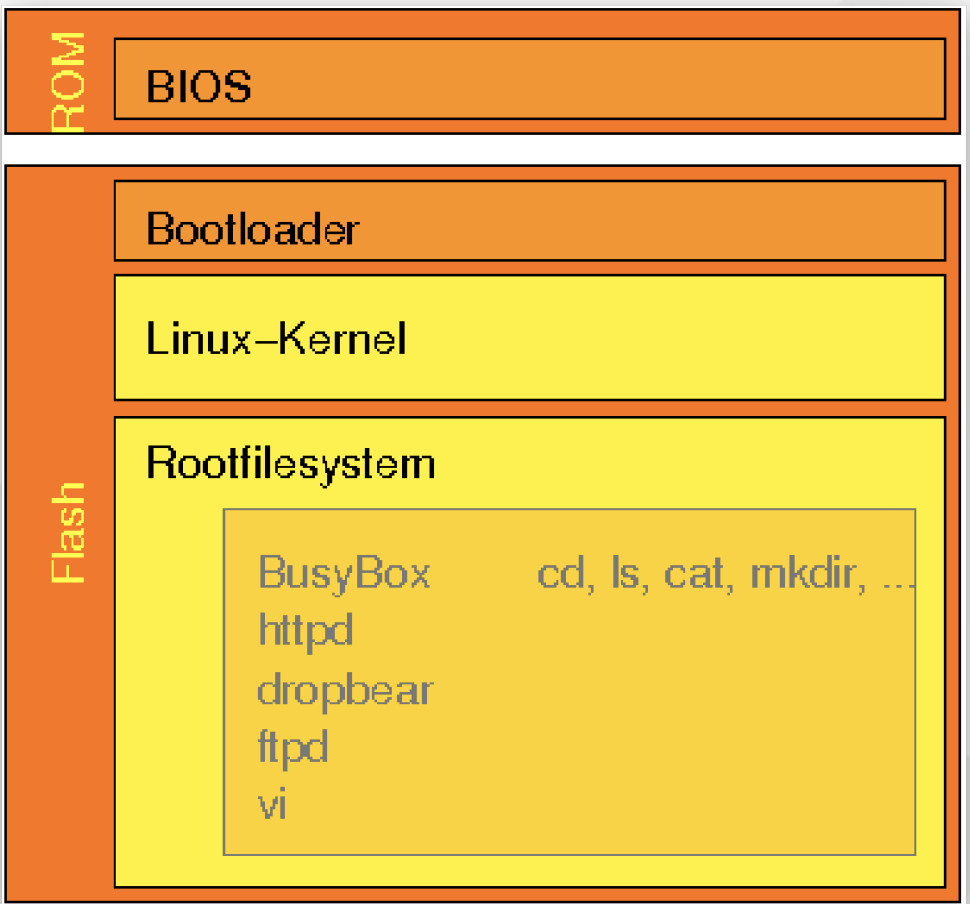 ROM
BIOS
Bootloader
Linux–Kernel
Flash
Rootfilesystem
BusyBox cd, ls, cat, mkdir, ...
httpd
dropbear
ftpd
vi